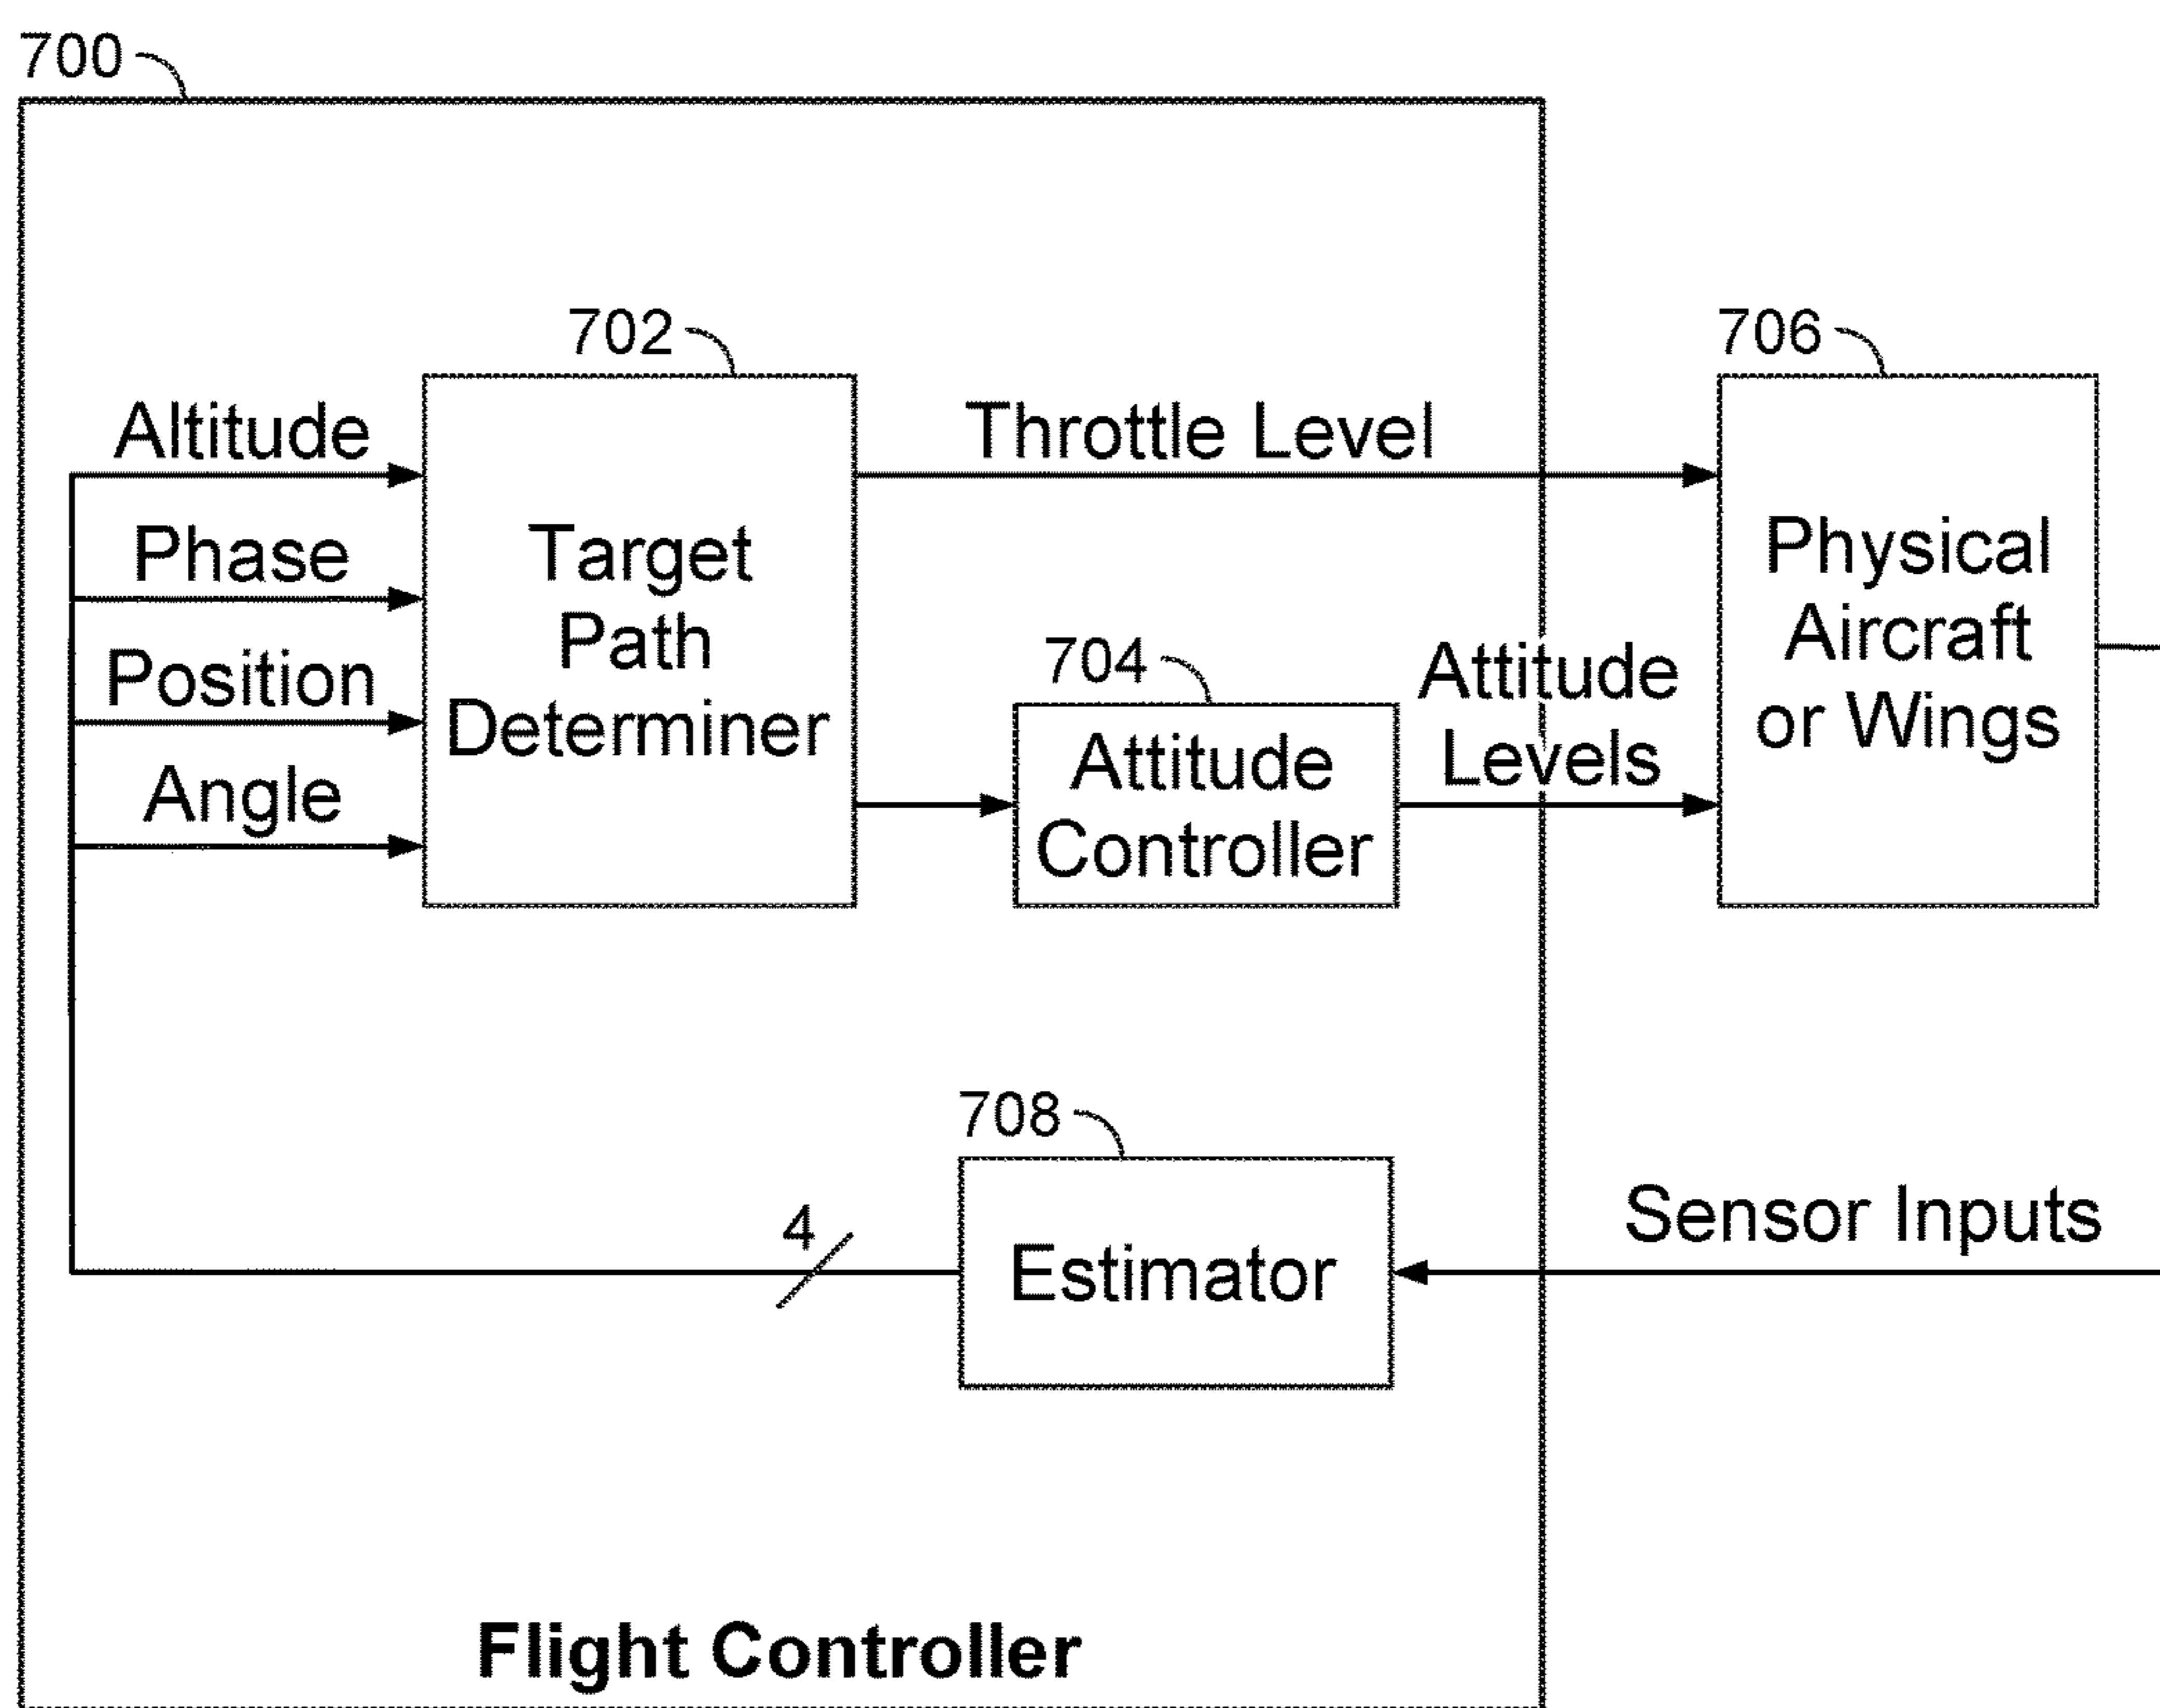 700
702
706
Altitude
Throttle Level
Phase
Target
Path
Determiner
Physical
Aircraft
or Wings
Position
704
Attitude
Levels
Angle
Attitude
Controller
708
4
Estimator
Sensor Inputs
Flight Controller